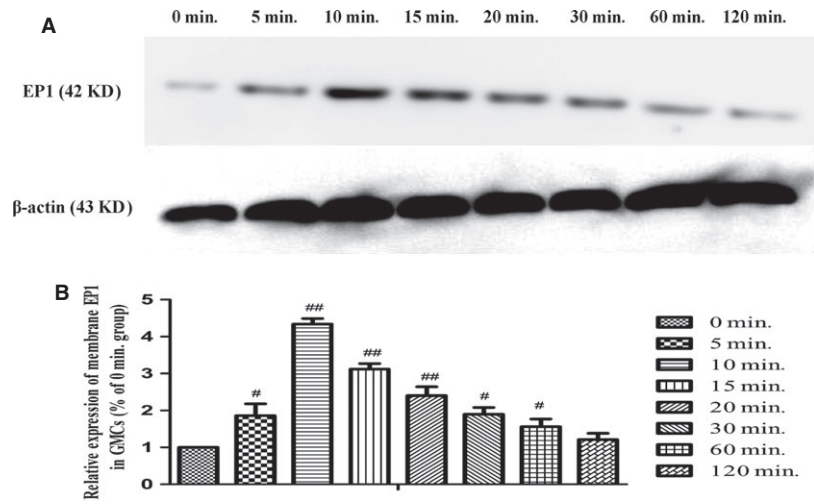 A
0 min. 5 min. 10 min. 15 min. 20 min. 30 min. 60 min. 120 min.
EP1 (42 KD)
β-actin (43 KD)
B
Relative expression of membrane EP1
in GMCs (% of 0 min. group)
5
4
3
2
1
0
#
##
##
##
#
#
0 min.
5 min.
10 min.
15 min.
20 min.
30 min.
60 min.
120 min.